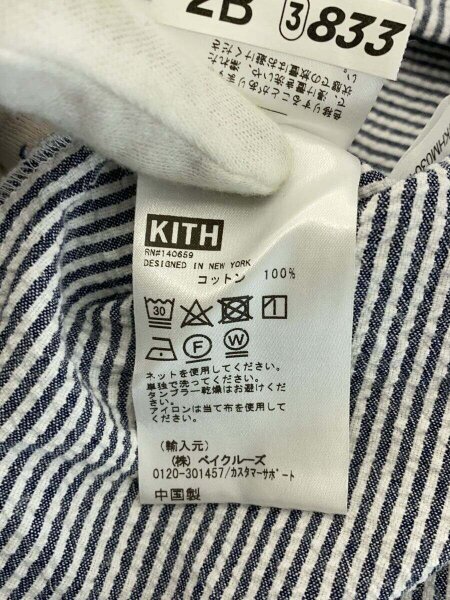 2B ③833
KITH
RN#140659
DESIGNED IN NEW YORK
コットン 100%
30
F W
ネットを使用してください。
単独で洗ってください。
タンブラー乾燥はお避けくださ
い。
アイロンは当て布を使用して
ください。
(輸入元)
(株) ベイクルーズ
0120-301457/カスタマーサポート
中国製